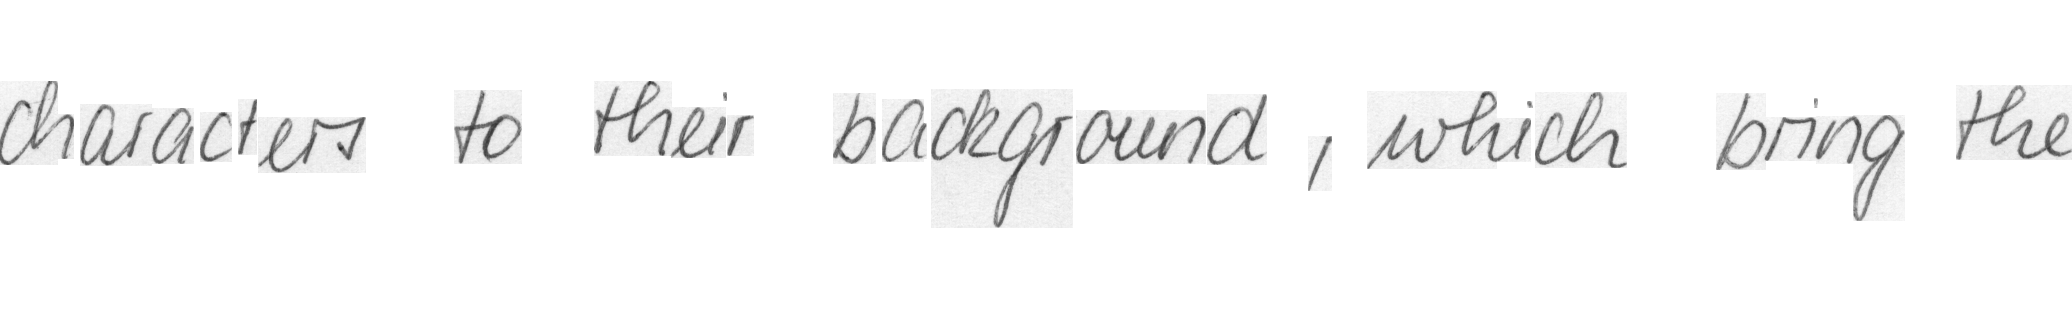 characters to their background, which bring the